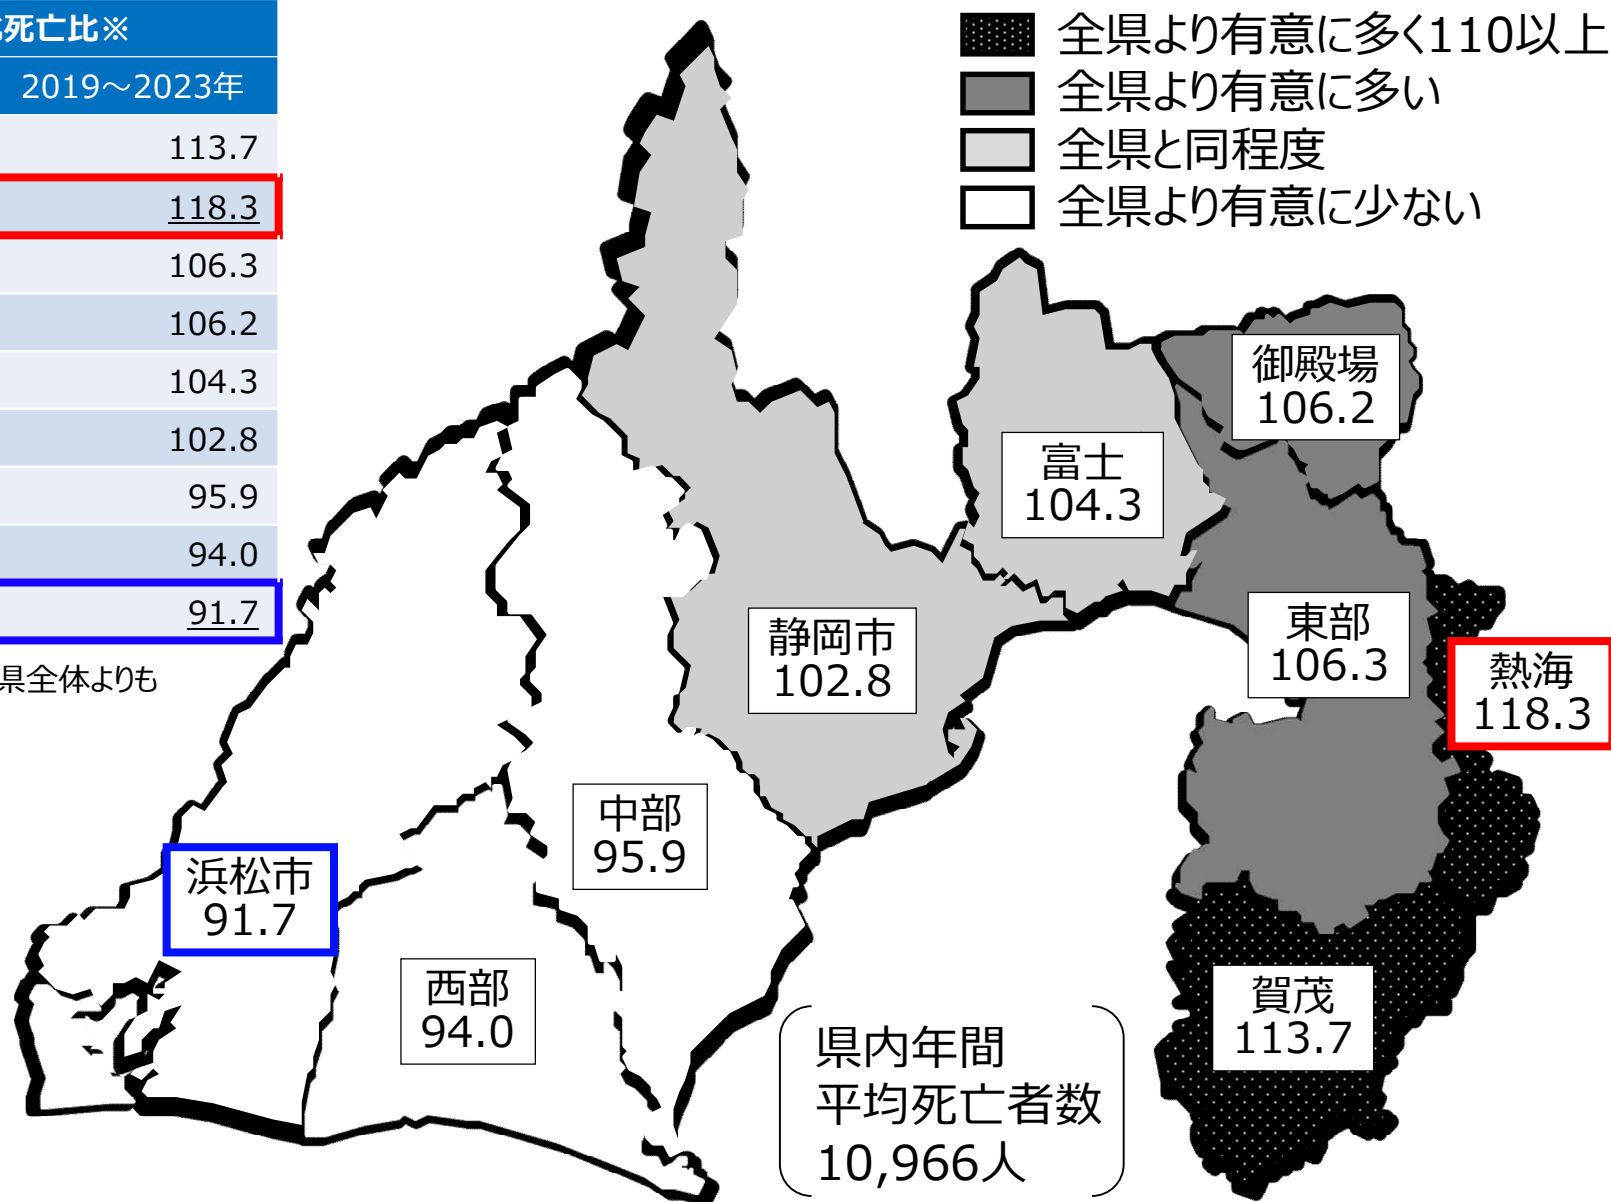 死亡比※
2019～2023年
113.7
118.3
106.3
106.2
104.3
102.8
95.9
94.0
91.7
県全体よりも
全県より有意に多く110以上
全県より有意に多い
全県と同程度
全県より有意に少ない
御殿場
106.2
富士
104.3
東部
106.3
熱海
118.3
静岡市
102.8
中部
95.9
浜松市
91.7
西部
94.0
賀茂
113.7
県内年間
平均死亡者数
10,966人